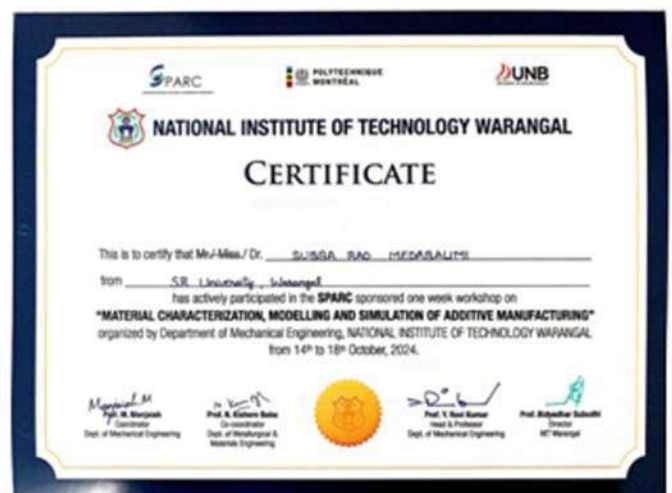 SPARC
POLYTECHNIQUE
MONTRÉAL
UNB
NATIONAL INSTITUTE OF TECHNOLOGY WARANGAL
CERTIFICATE
This is to certify that Mr./Miss./ Dr. SUBBA RAO MEDABALIMI
from SR University, Warangal
has actively participated in the SPARC sponsored one week workshop on
"MATERIAL CHARACTERIZATION, MODELLING AND SIMULATION OF ADDITIVE MANUFACTURING"
organized by Department of Mechanical Engineering, NATIONAL INSTITUTE OF TECHNOLOGY WARANGAL
from 14th to 18th October, 2024.
Prof. M. Manjaiah
Coordinator
Dept. of Mechanical Engineering
Prof. N. Kishore Babu
Co-coordinator
Dept. of Metallurgical &
Materials Engineering
Prof. Y. Ravi Kumar
Head & Professor
Dept. of Mechanical Engineering
Prof. Bidyadhar Subudhi
Director
NIT Warangal